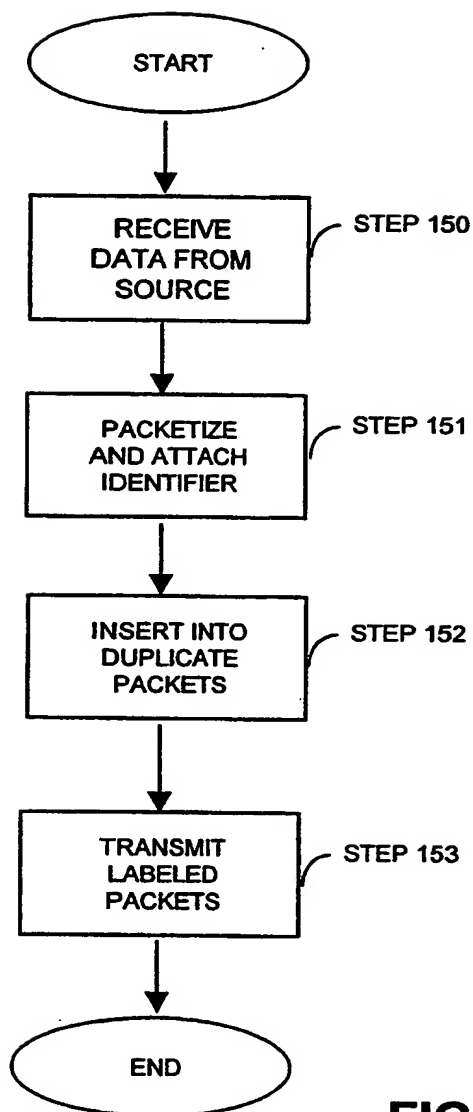 START
RECEIVE
DATA FROM
SOURCE
STEP 150
PACKETIZE
AND ATTACH
IDENTIFIER
STEP 151
INSERT INTO
DUPLICATE
PACKETS
STEP 152
TRANSMIT
LABELED
PACKETS
STEP 153
END
FIG